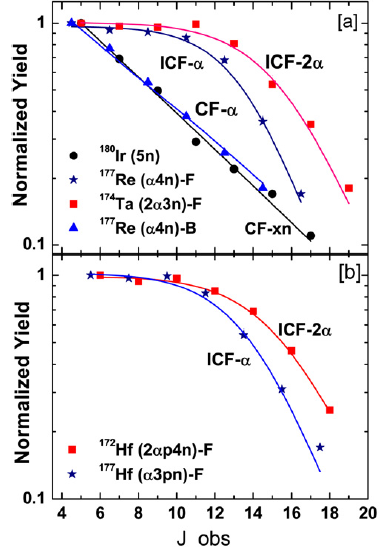 [a]
1
ICF-α
ICF-2α
CF-α
Normalized Yield
¹⁸⁰Ir (5n)
¹⁷⁷Re (α4n)-F
¹⁷⁴Ta (2α3n)-F
¹⁷⁷Re (α4n)-B
CF-xn
0.1
[b]
1
ICF-2α
ICF-α
Normalized Yield
¹⁷²Hf (2αp4n)-F
¹⁷⁷Hf (α3pn)-F
0.1
4 6 8 10 12 14 16 18 20
J obs